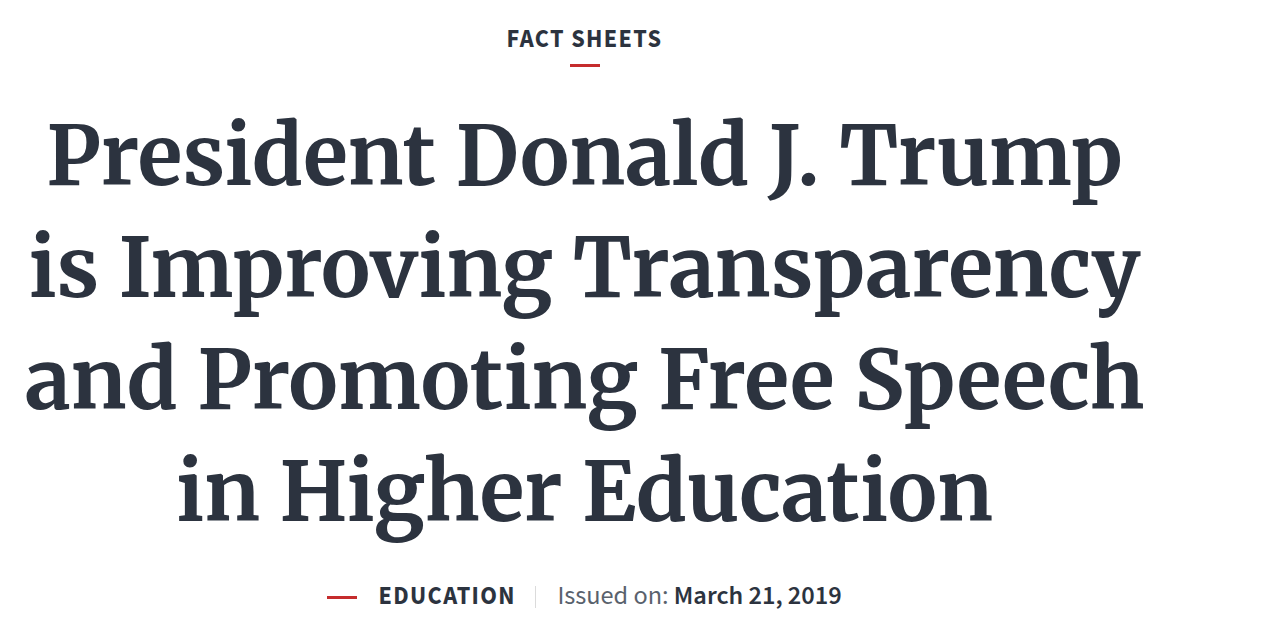 FACT SHEETS
President Donald J. Trump
is Improving Transparency
and Promoting Free Speech
in Higher Education
EDUCATION Issued on: March 21, 2019